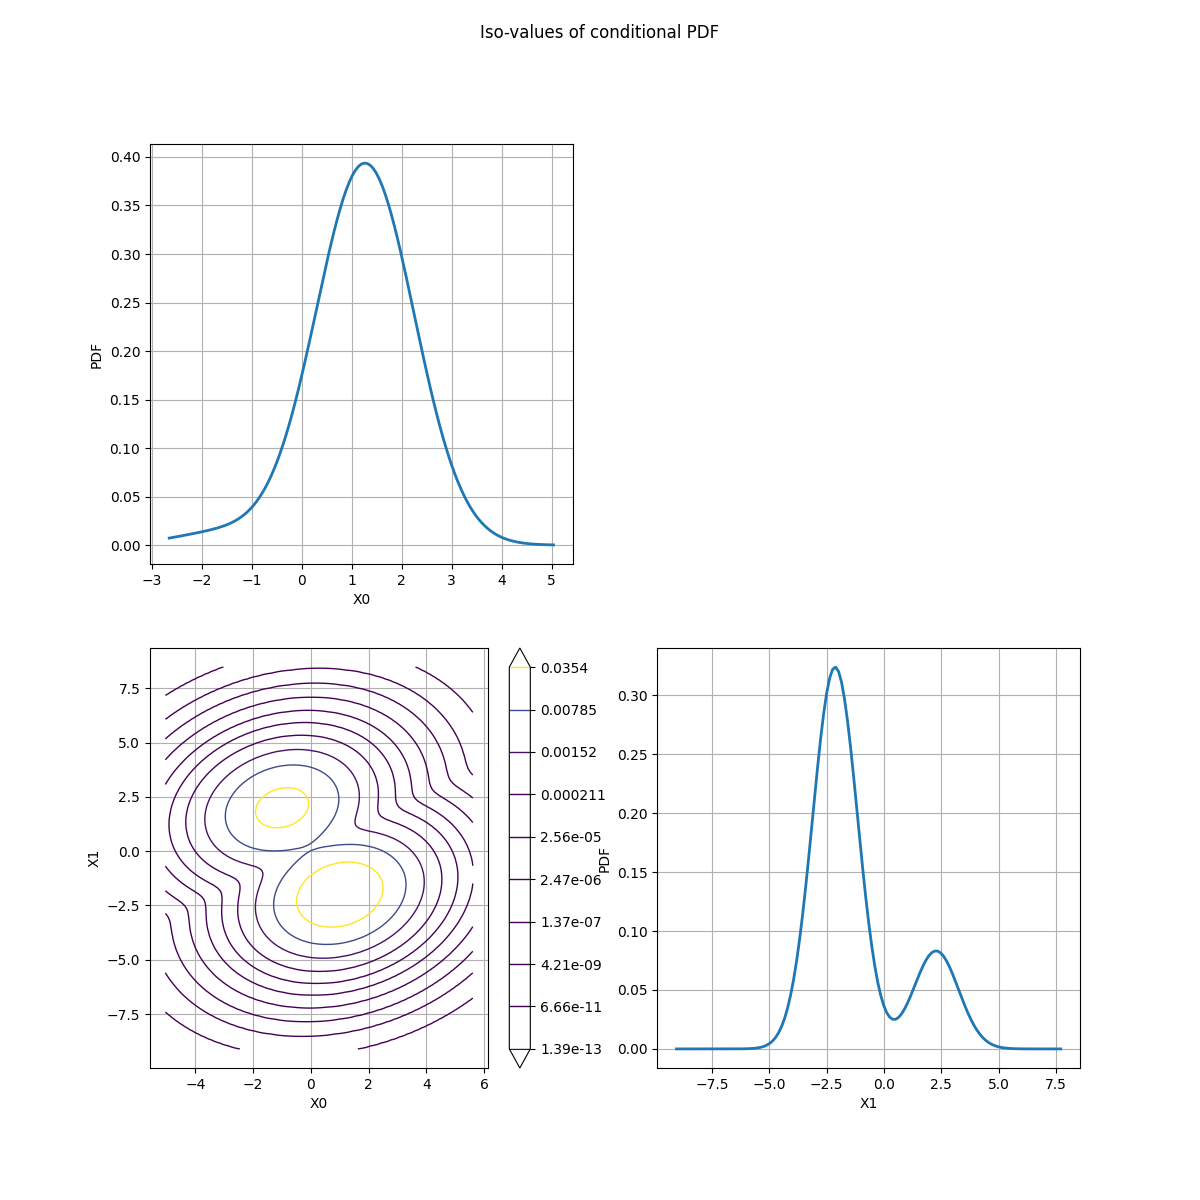 Iso-values of conditional PDF
0.40
0.35
0.30
0.25
0.20
0.15
0.10
0.05
0.00
PDF
−3 −2 −1 0 1 2 3 4 5
X0
7.5
5.0
2.5
0.0
−2.5
−5.0
−7.5
X1
−4 −2 0 2 4 6
X0
0.0354
0.00785
0.00152
0.000211
2.56e-05
2.47e-06
1.37e-07
4.21e-09
6.66e-11
1.39e-13
0.30
0.25
0.20
0.15
0.10
0.05
0.00
PDF
−7.5 −5.0 −2.5 0.0 2.5 5.0 7.5
X1